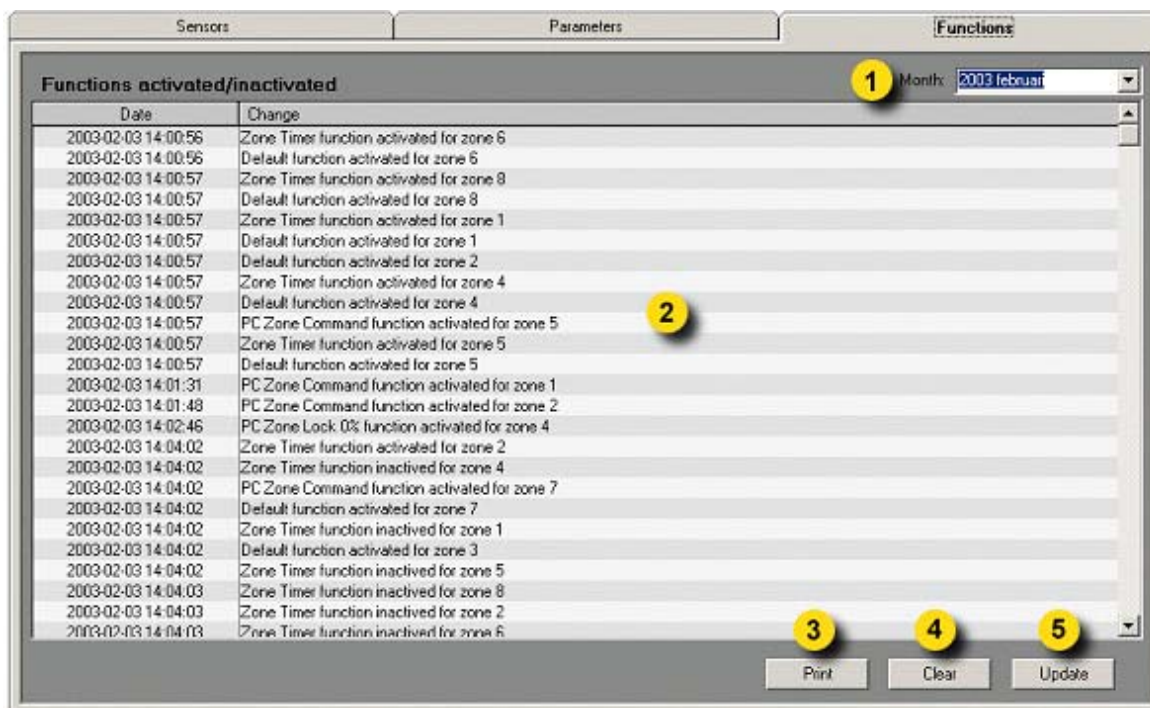 Sensors Parameters Functions
Functions activated/inactivated 1 Month: 2003 februari
Date Change
2003-02-03 14:00:56 Zone Timer function activated for zone 6
2003-02-03 14:00:56 Default function activated for zone 6
2003-02-03 14:00:57 Zone Timer function activated for zone 8
2003-02-03 14:00:57 Default function activated for zone 8
2003-02-03 14:00:57 Zone Timer function activated for zone 1
2003-02-03 14:00:57 Default function activated for zone 1
2003-02-03 14:00:57 Default function activated for zone 2
2003-02-03 14:00:57 Zone Timer function activated for zone 4
2003-02-03 14:00:57 Default function activated for zone 4
2003-02-03 14:00:57 PC Zone Command function activated for zone 5
2
2003-02-03 14:00:57 Zone Timer function activated for zone 5
2003-02-03 14:00:57 Default function activated for zone 5
2003-02-03 14:01:31 PC Zone Command function activated for zone 1
2003-02-03 14:01:48 PC Zone Command function activated for zone 2
2003-02-03 14:02:46 PC Zone Lock 0% function activated for zone 4
2003-02-03 14:04:02 Zone Timer function activated for zone 2
2003-02-03 14:04:02 Zone Timer function inactived for zone 4
2003-02-03 14:04:02 PC Zone Command function activated for zone 7
2003-02-03 14:04:02 Default function activated for zone 7
2003-02-03 14:04:02 Zone Timer function inactived for zone 1
2003-02-03 14:04:02 Default function activated for zone 3
2003-02-03 14:04:02 Zone Timer function inactived for zone 5
2003-02-03 14:04:03 Zone Timer function inactived for zone 8
2003-02-03 14:04:03 Zone Timer function inactived for zone 2
2003-02-03 14:04:03 Zone Timer function inactived for zone 6
3 4 5
Print Clear Update